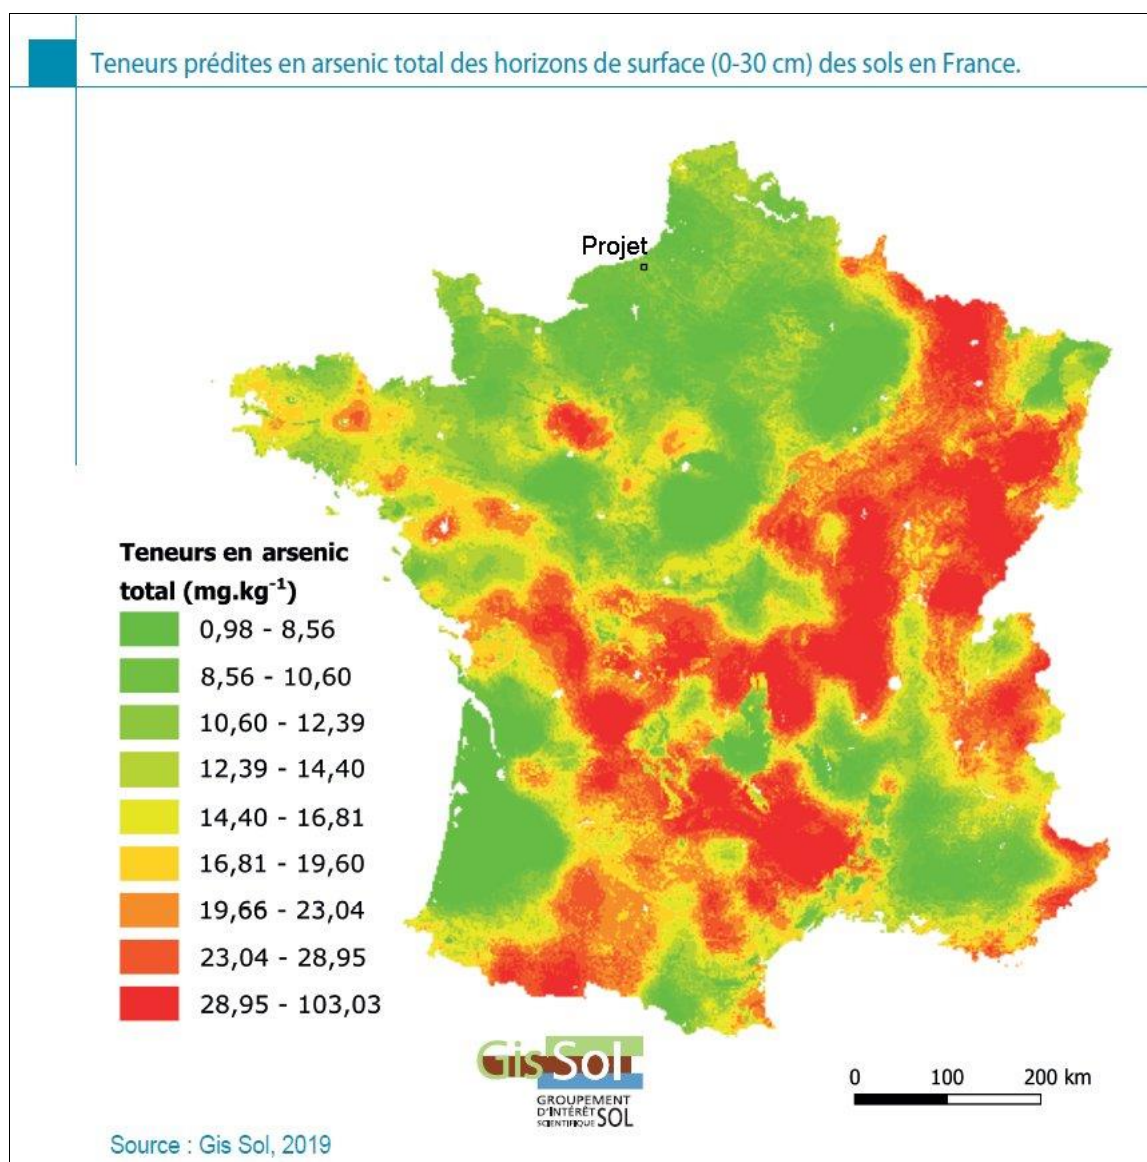 Teneurs prédites en arsenic total des horizons de surface (0-30 cm) des sols en France.
Projet
Teneurs en arsenic
total (mg.kg⁻¹)
0,98 - 8,56
8,56 - 10,60
10,60 - 12,39
12,39 - 14,40
14,40 - 16,81
16,81 - 19,60
19,66 - 23,04
23,04 - 28,95
28,95 - 103,03
GisSol
GROUPEMENT
D'INTÉRÊT
SCIENTIFIQUE SOL
0 100 200 km
Source : Gis Sol, 2019